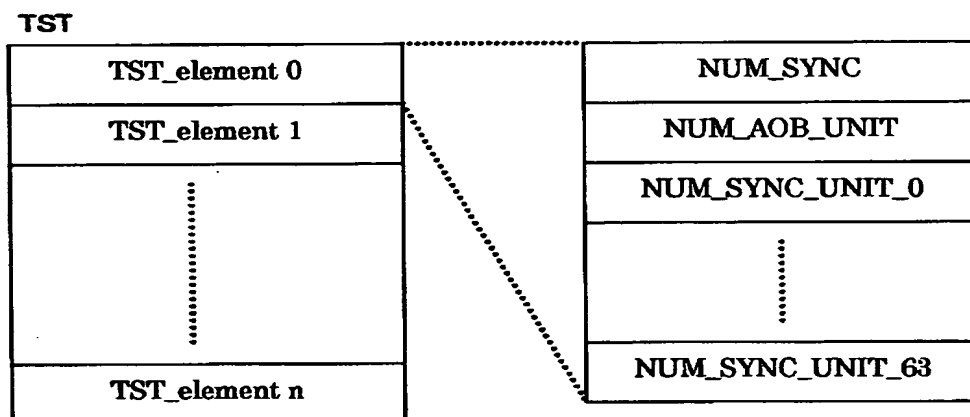 TST
TST_element 0
TST_element 1
TST_element n
NUM_SYNC
NUM_AOB_UNIT
NUM_SYNC_UNIT_0
NUM_SYNC_UNIT_63